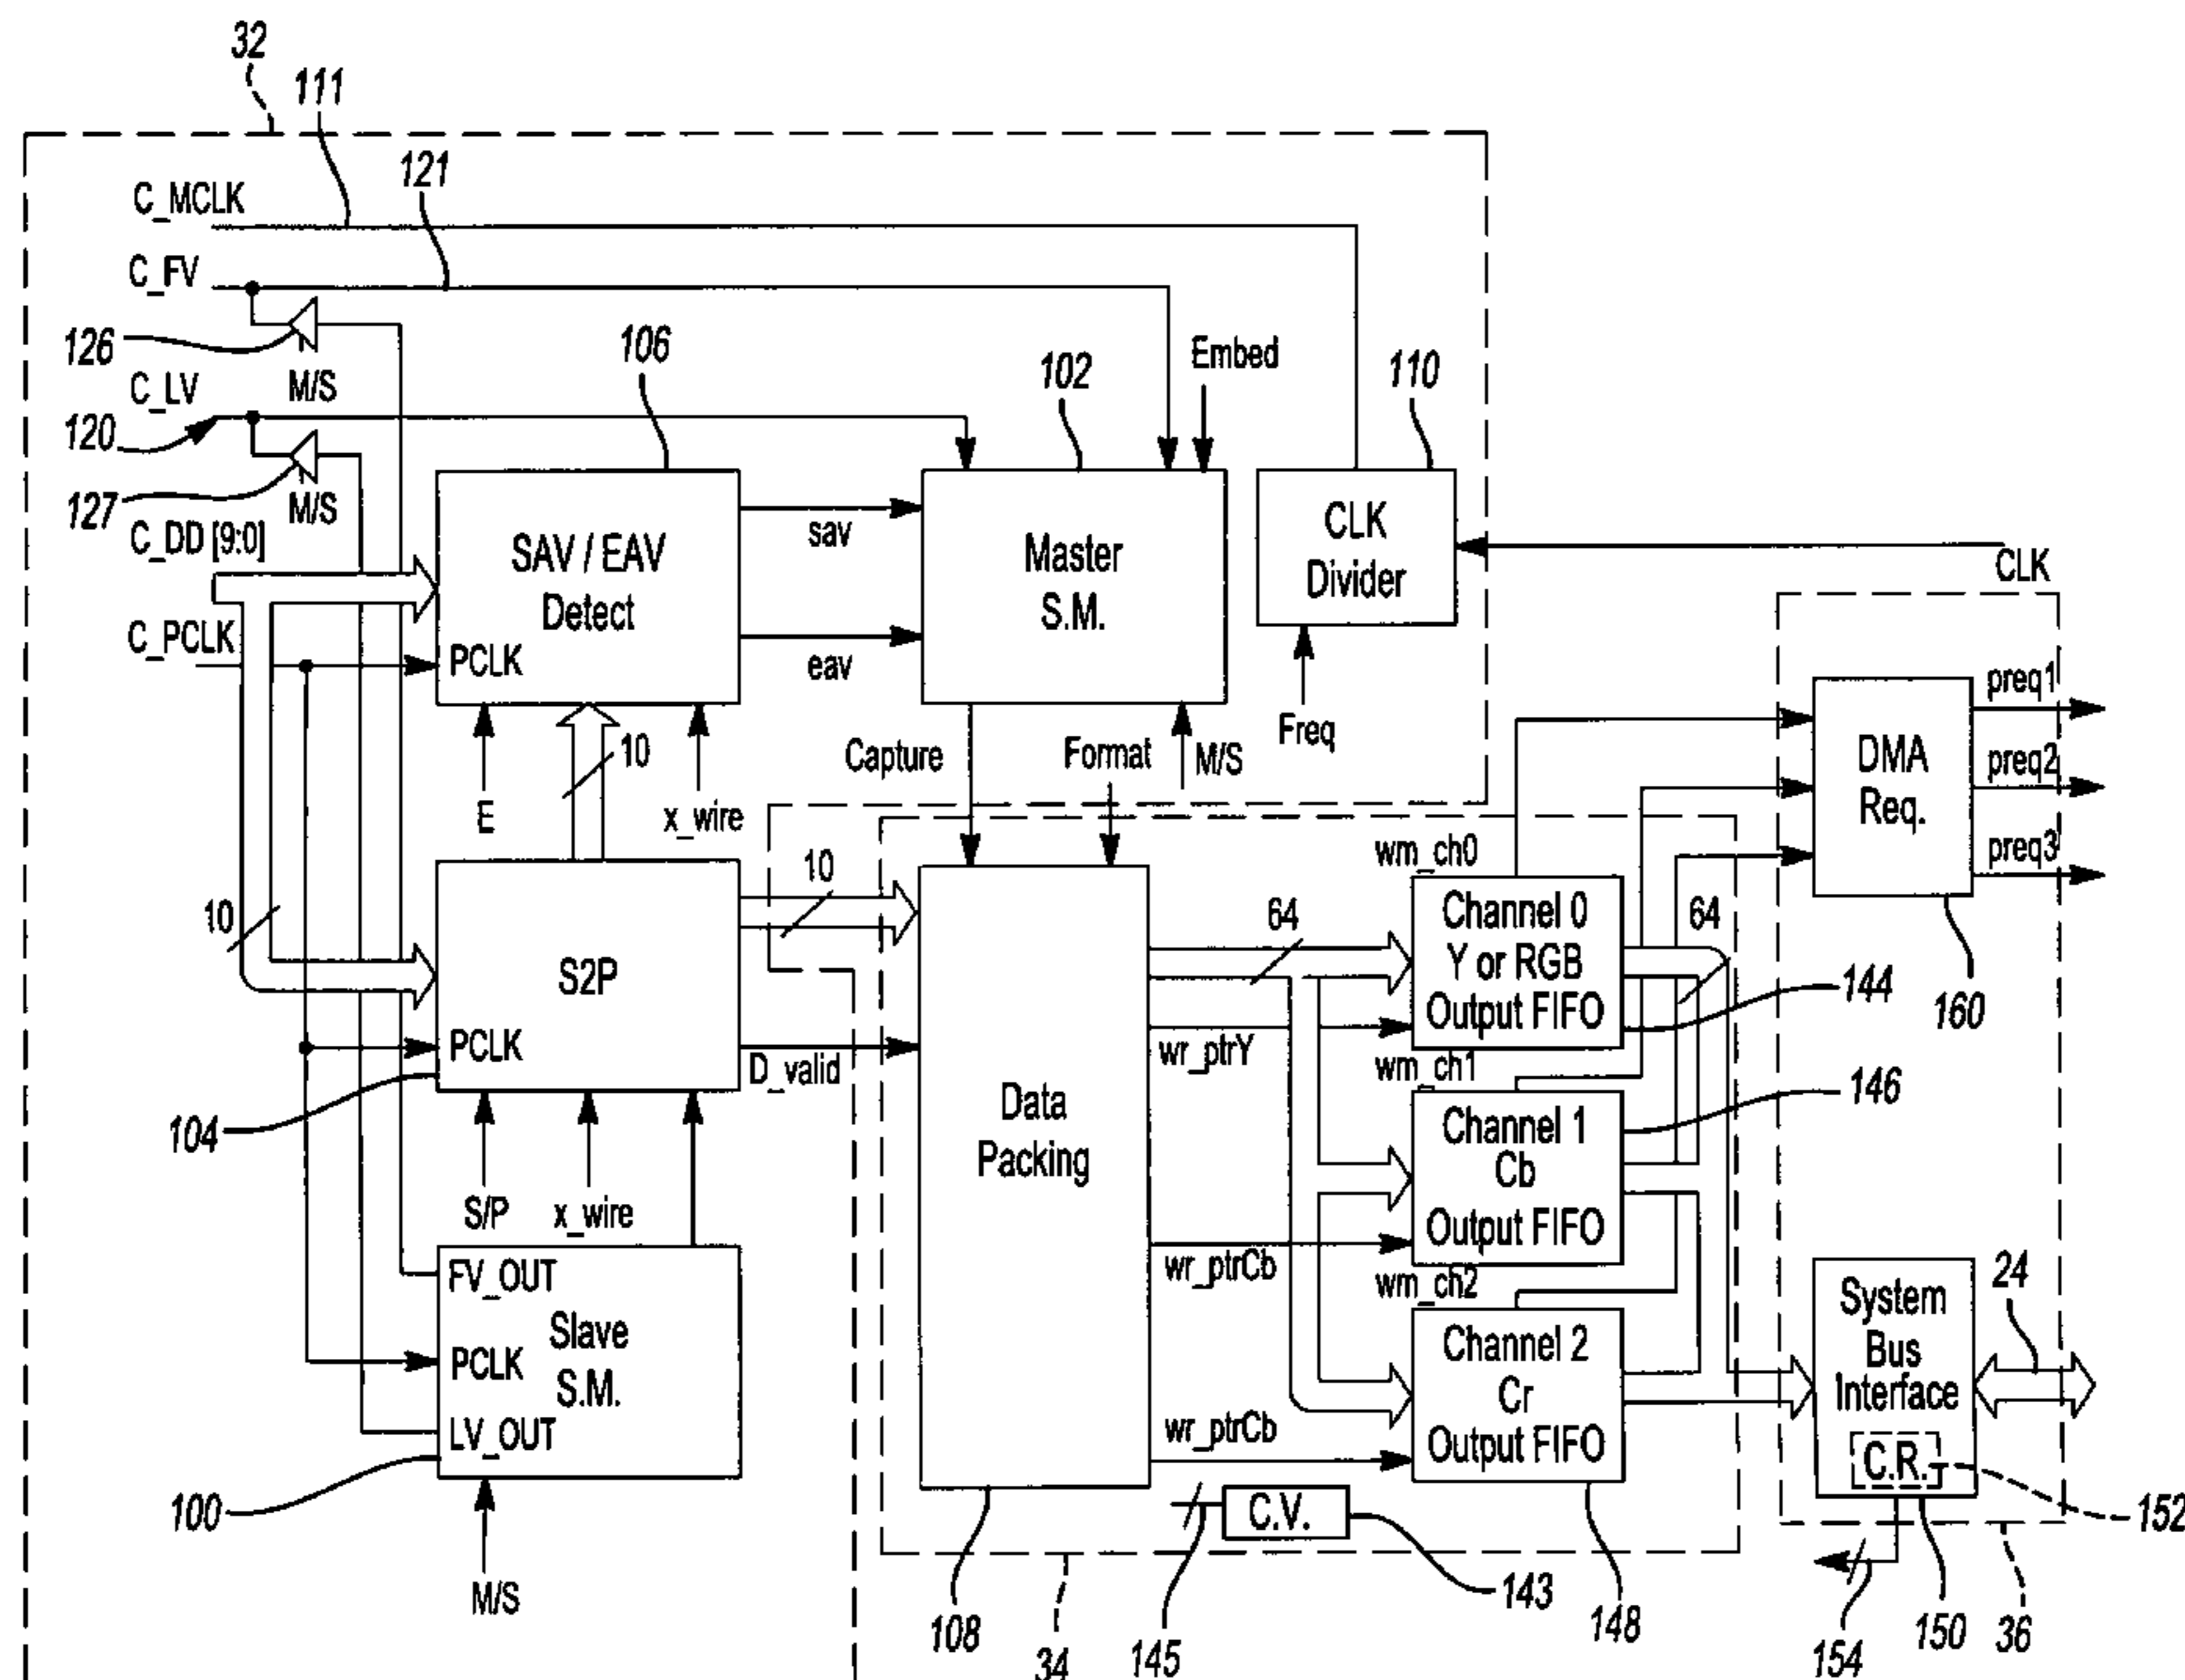 32
111
C_MCLK
121
C_FV
126
M/S
106
102
Embed
110
C_LV
120
127
M/S
C_DD [9:0]
SAV / EAV
Detect
PCLK
sav
eav
Master
S.M.
CLK
Divider
CLK
C_PCLK
E
10
x_wire
Capture
Format
M/S
Freq
DMA
Req.
preq1
preq2
preq3
160
10
S2P
PCLK
104
10
D_valid
S/P
x_wire
Data
Packing
64
wr_ptrY
wr_ptrCb
wr_ptrCb
wm_ch0
Channel 0
Y or RGB
Output FIFO
64
144
wm_ch1
Channel 1
Cb
Output FIFO
146
wm_ch2
Channel 2
Cr
Output FIFO
FV_OUT
Slave
S.M.
PCLK
LV_OUT
100
M/S
System
Bus
Interface
C.R.
24
152
C.V.
143
108
34
145
148
154
150
36